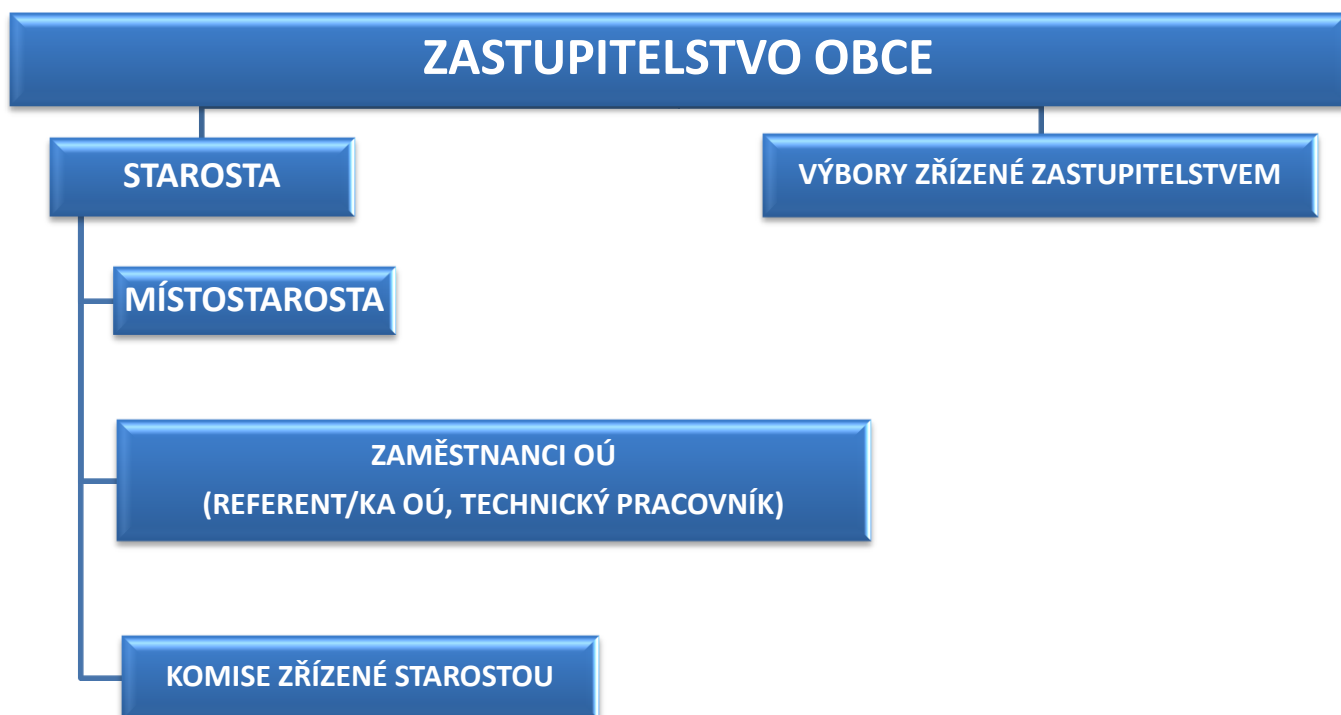 ZASTUPITELSTVO OBCE
STAROSTA
VÝBORY ZŘÍZENÉ ZASTUPITELSTVEM
MÍSTOSTAROSTA
ZAMĚSTNANCI OÚ
(REFERENT/KA OÚ, TECHNICKÝ PRACOVNÍK)
KOMISE ZŘÍZENÉ STAROSTOU